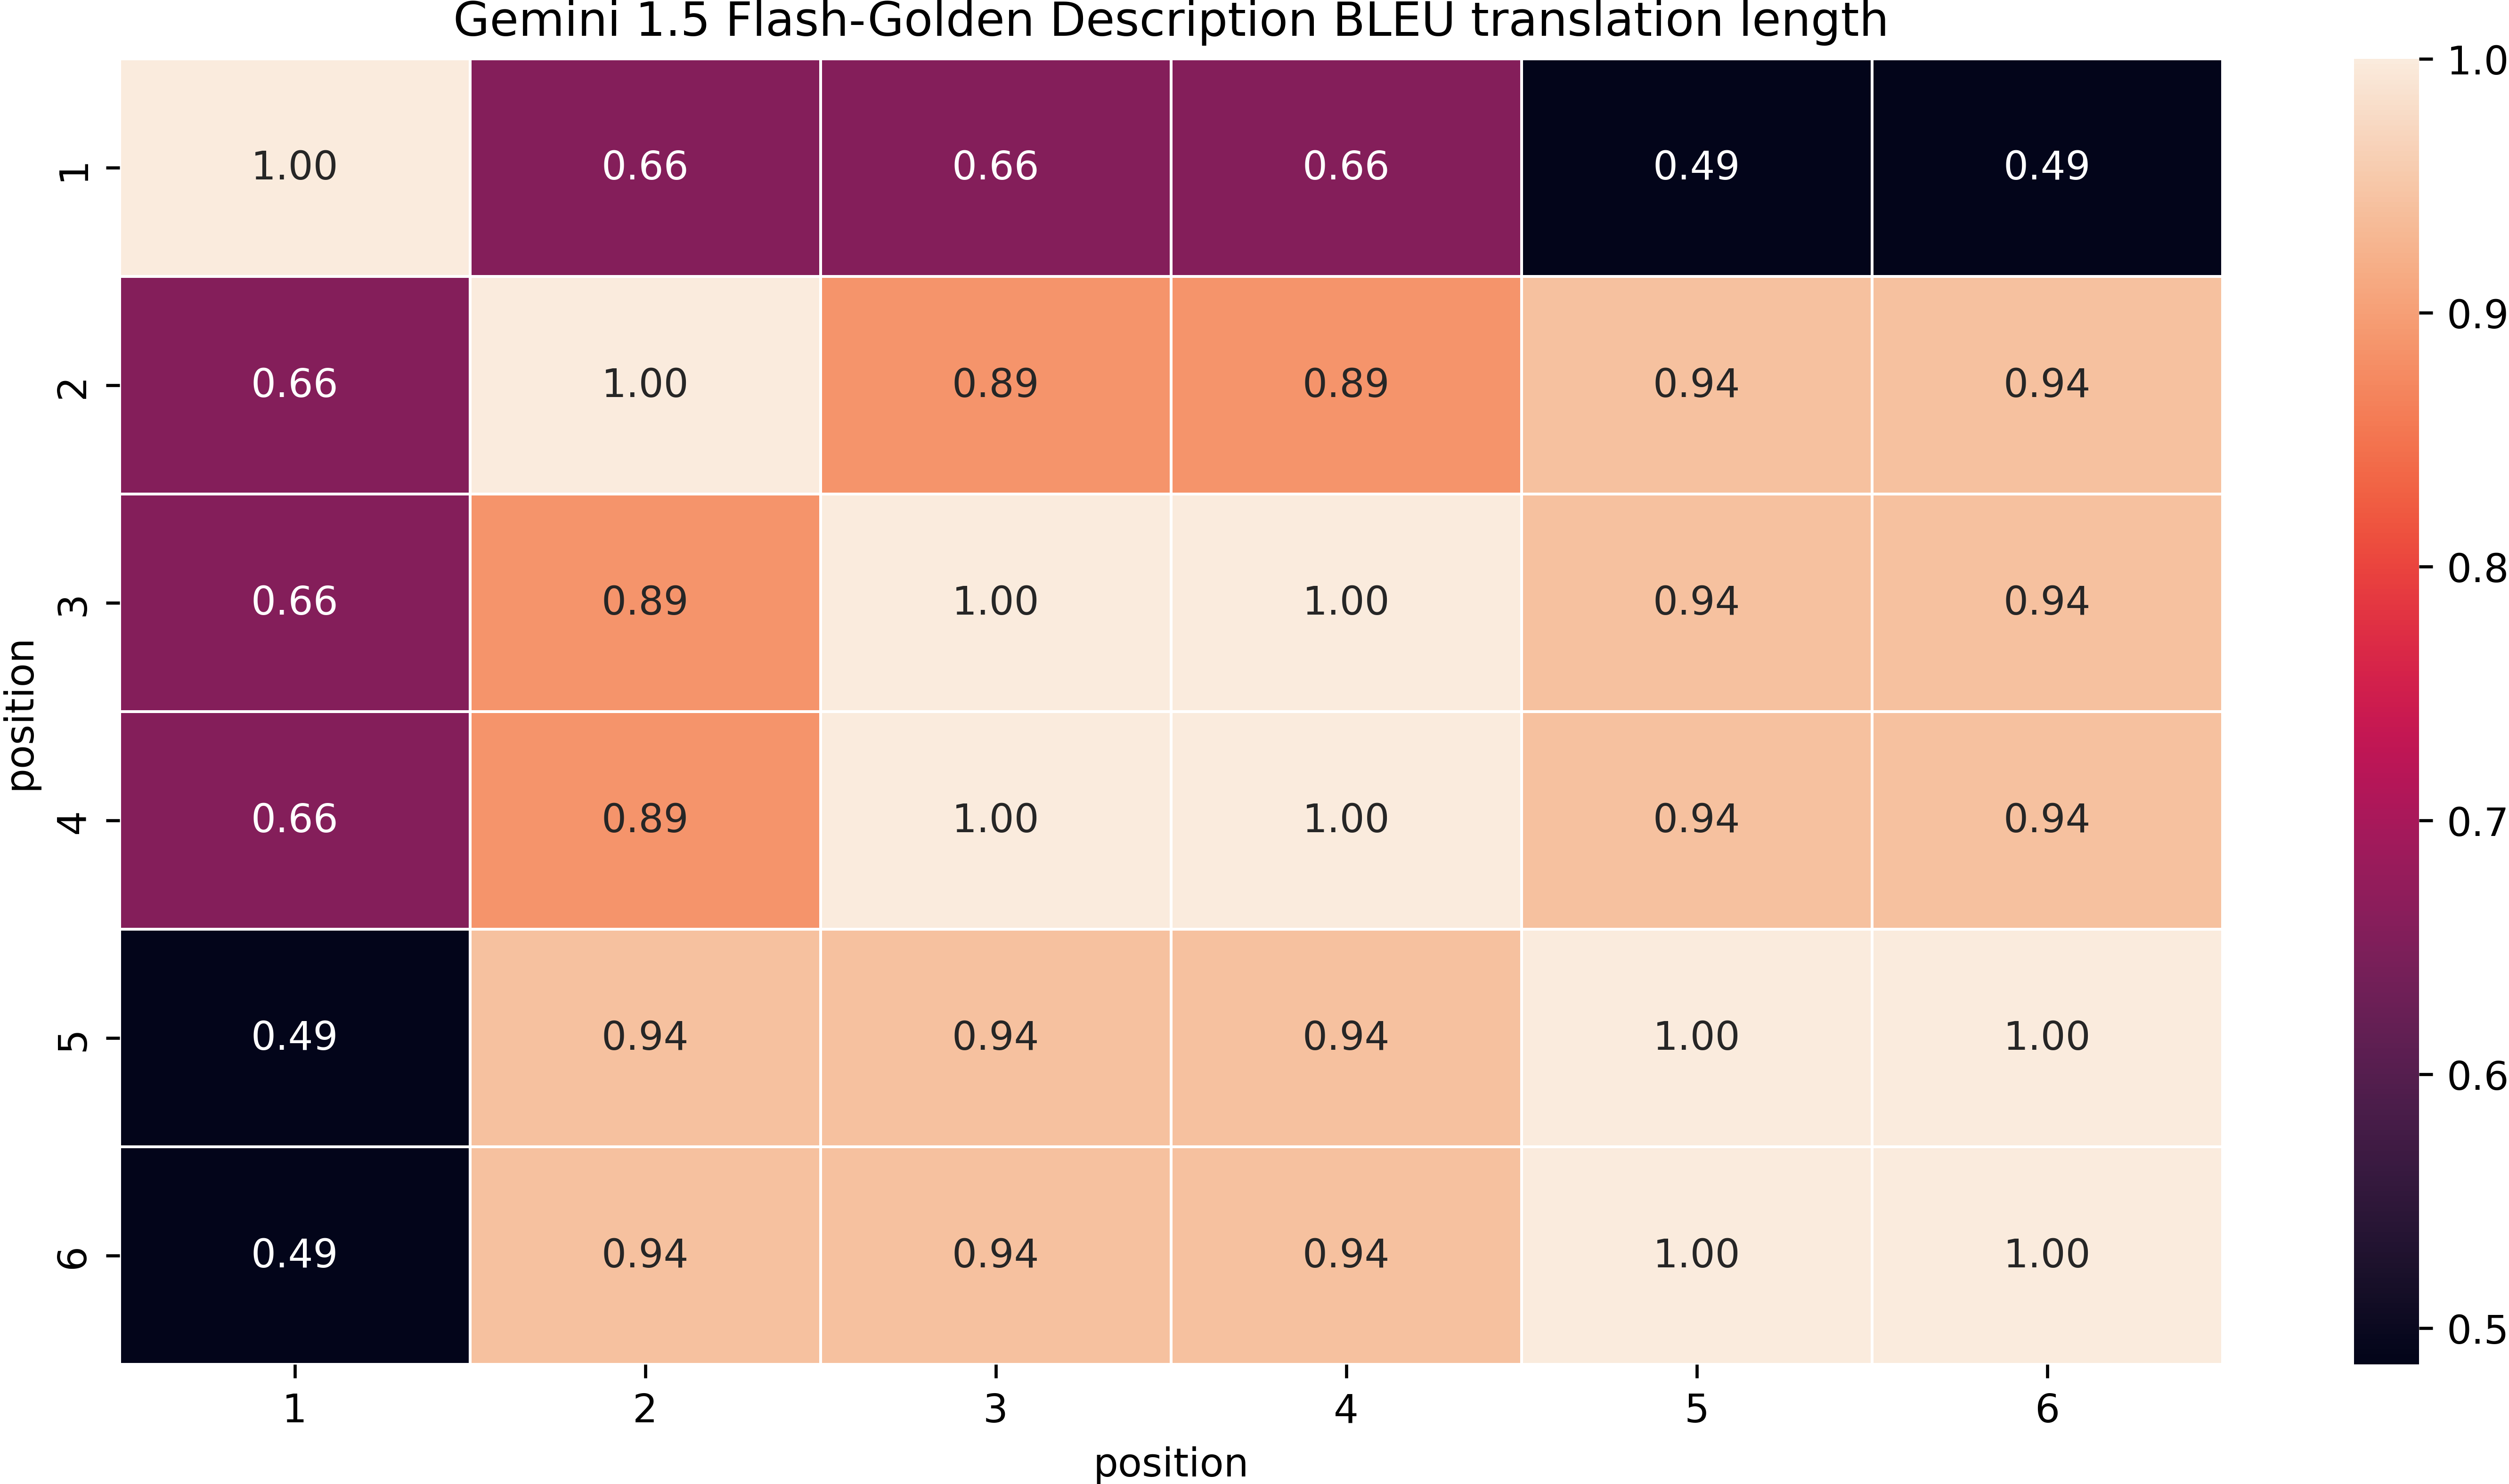 Gemini 1.5 Flash-Golden Description BLEU translation length
1 1.00 0.66 0.66 0.66 0.49 0.49
2 0.66 1.00 0.89 0.89 0.94 0.94
3 0.66 0.89 1.00 1.00 0.94 0.94
4 0.66 0.89 1.00 1.00 0.94 0.94
5 0.49 0.94 0.94 0.94 1.00 1.00
6 0.49 0.94 0.94 0.94 1.00 1.00
position
1 2 3 4 5 6
position
1.0
0.9
0.8
0.7
0.6
0.5